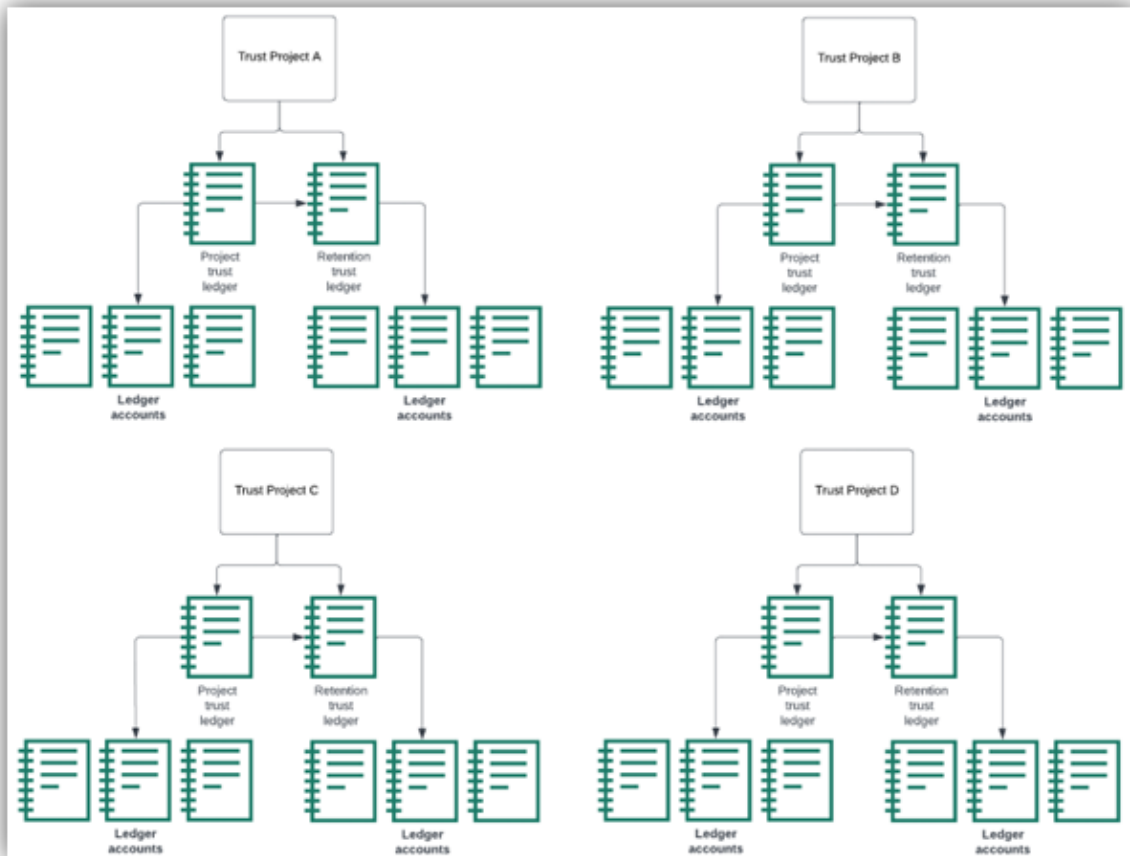 Trust Project A
Trust Project B
Project
trust
ledger
Retention
trust
ledger
Project
trust
ledger
Retention
trust
ledger
Ledger
accounts
Ledger
accounts
Ledger
accounts
Ledger
accounts
Trust Project C
Trust Project D
Project
trust
ledger
Retention
trust
ledger
Project
trust
ledger
Retention
trust
ledger
Ledger
accounts
Ledger
accounts
Ledger
accounts
Ledger
accounts